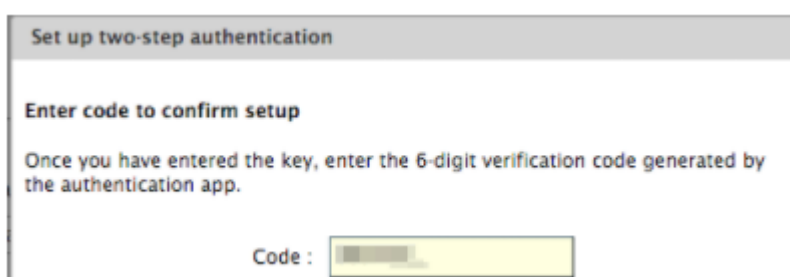 Set up two-step authentication
Enter code to confirm setup
Once you have entered the key, enter the 6-digit verification code generated by
the authentication app.
Code :